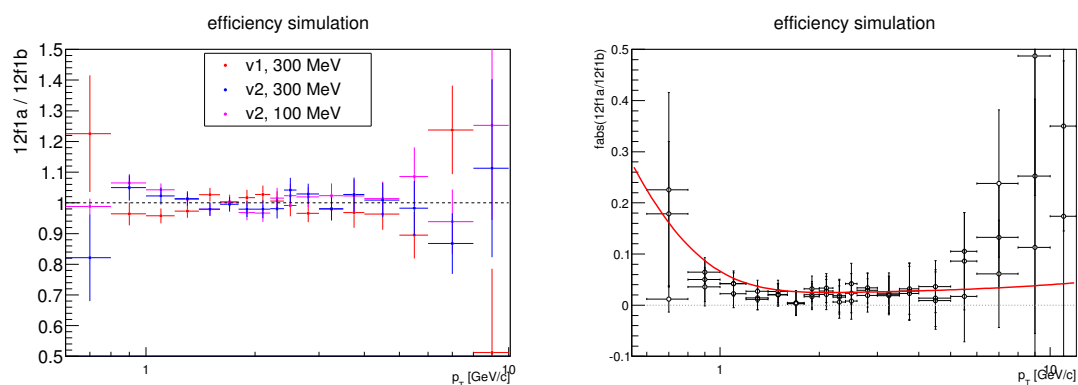 efficiency simulation
12f1a / 12f1b
1.5
1.4
1.3
1.2
1.1
1
0.9
0.8
0.7
0.6
0.5
v1, 300 MeV
v2, 300 MeV
v2, 100 MeV
1
10
p_T [GeV/c]
efficiency simulation
fabs(12f1a/12f1b)
0.5
0.4
0.3
0.2
0.1
0
-0.1
1
10
p_T [GeV/c]